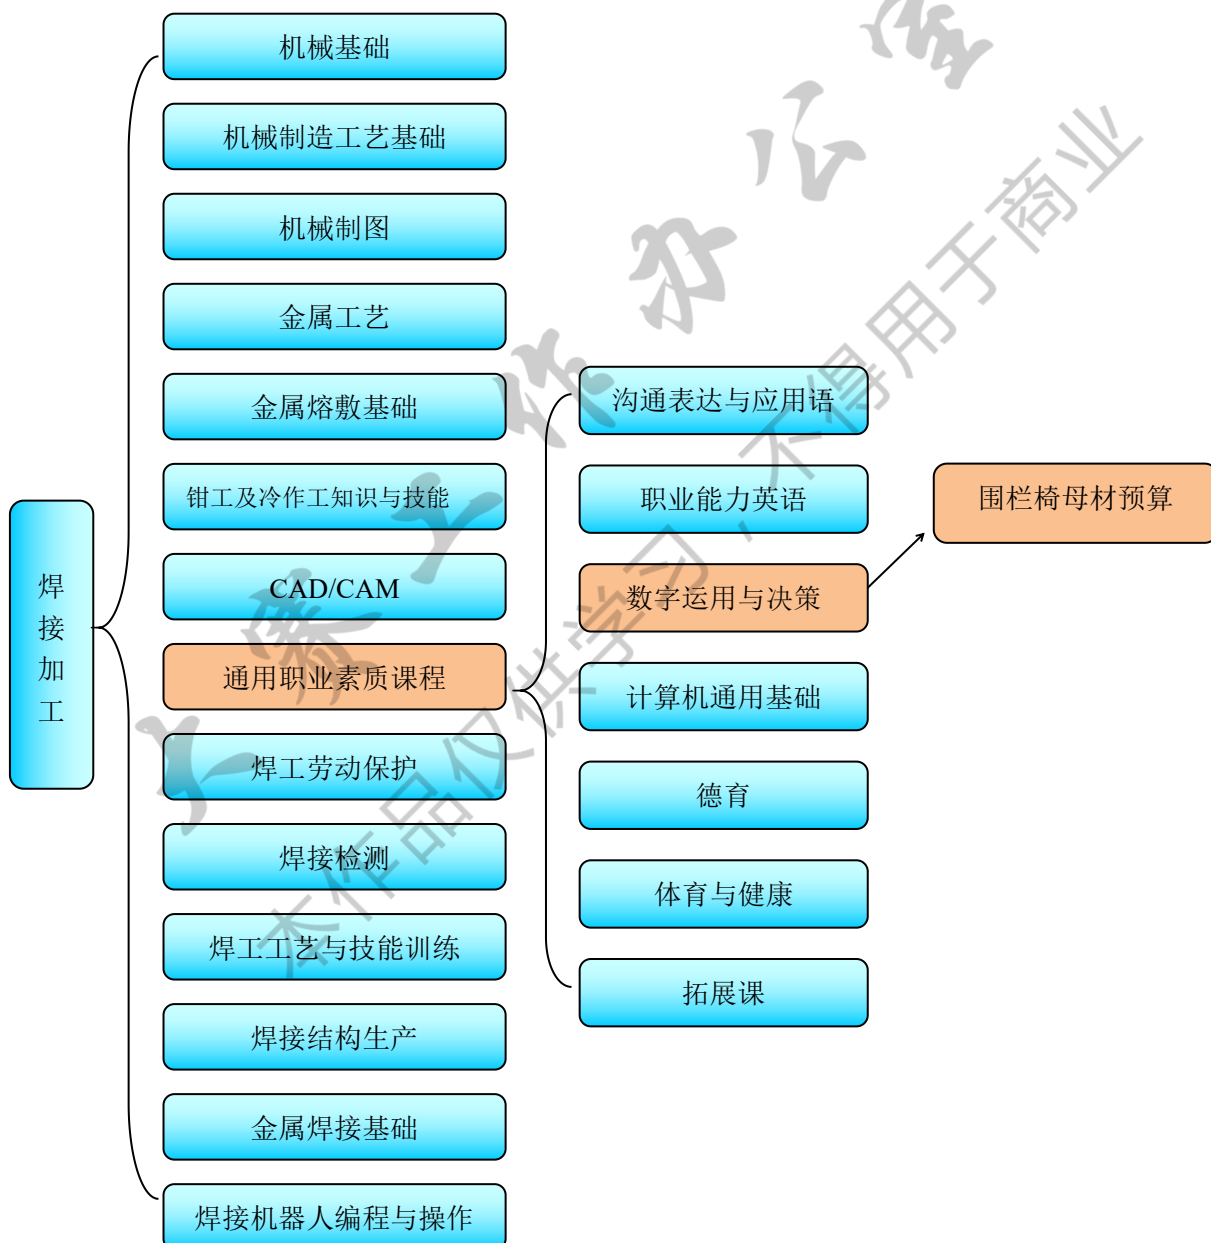 机械基础
机械制造工艺基础
机械制图
金属工艺
金属熔敷基础
钳工及冷作工知识与技能
CAD/CAM
通用职业素质课程
焊工劳动保护
焊接检测
焊工工艺与技能训练
焊接结构生产
金属焊接基础
焊接机器人编程与操作
焊接加工
沟通表达与应用语
职业能力英语
数字运用与决策
计算机通用基础
德育
体育与健康
拓展课
围栏椅母材预算
大赛工作办公室
本作品仅供学习，不得用于商业